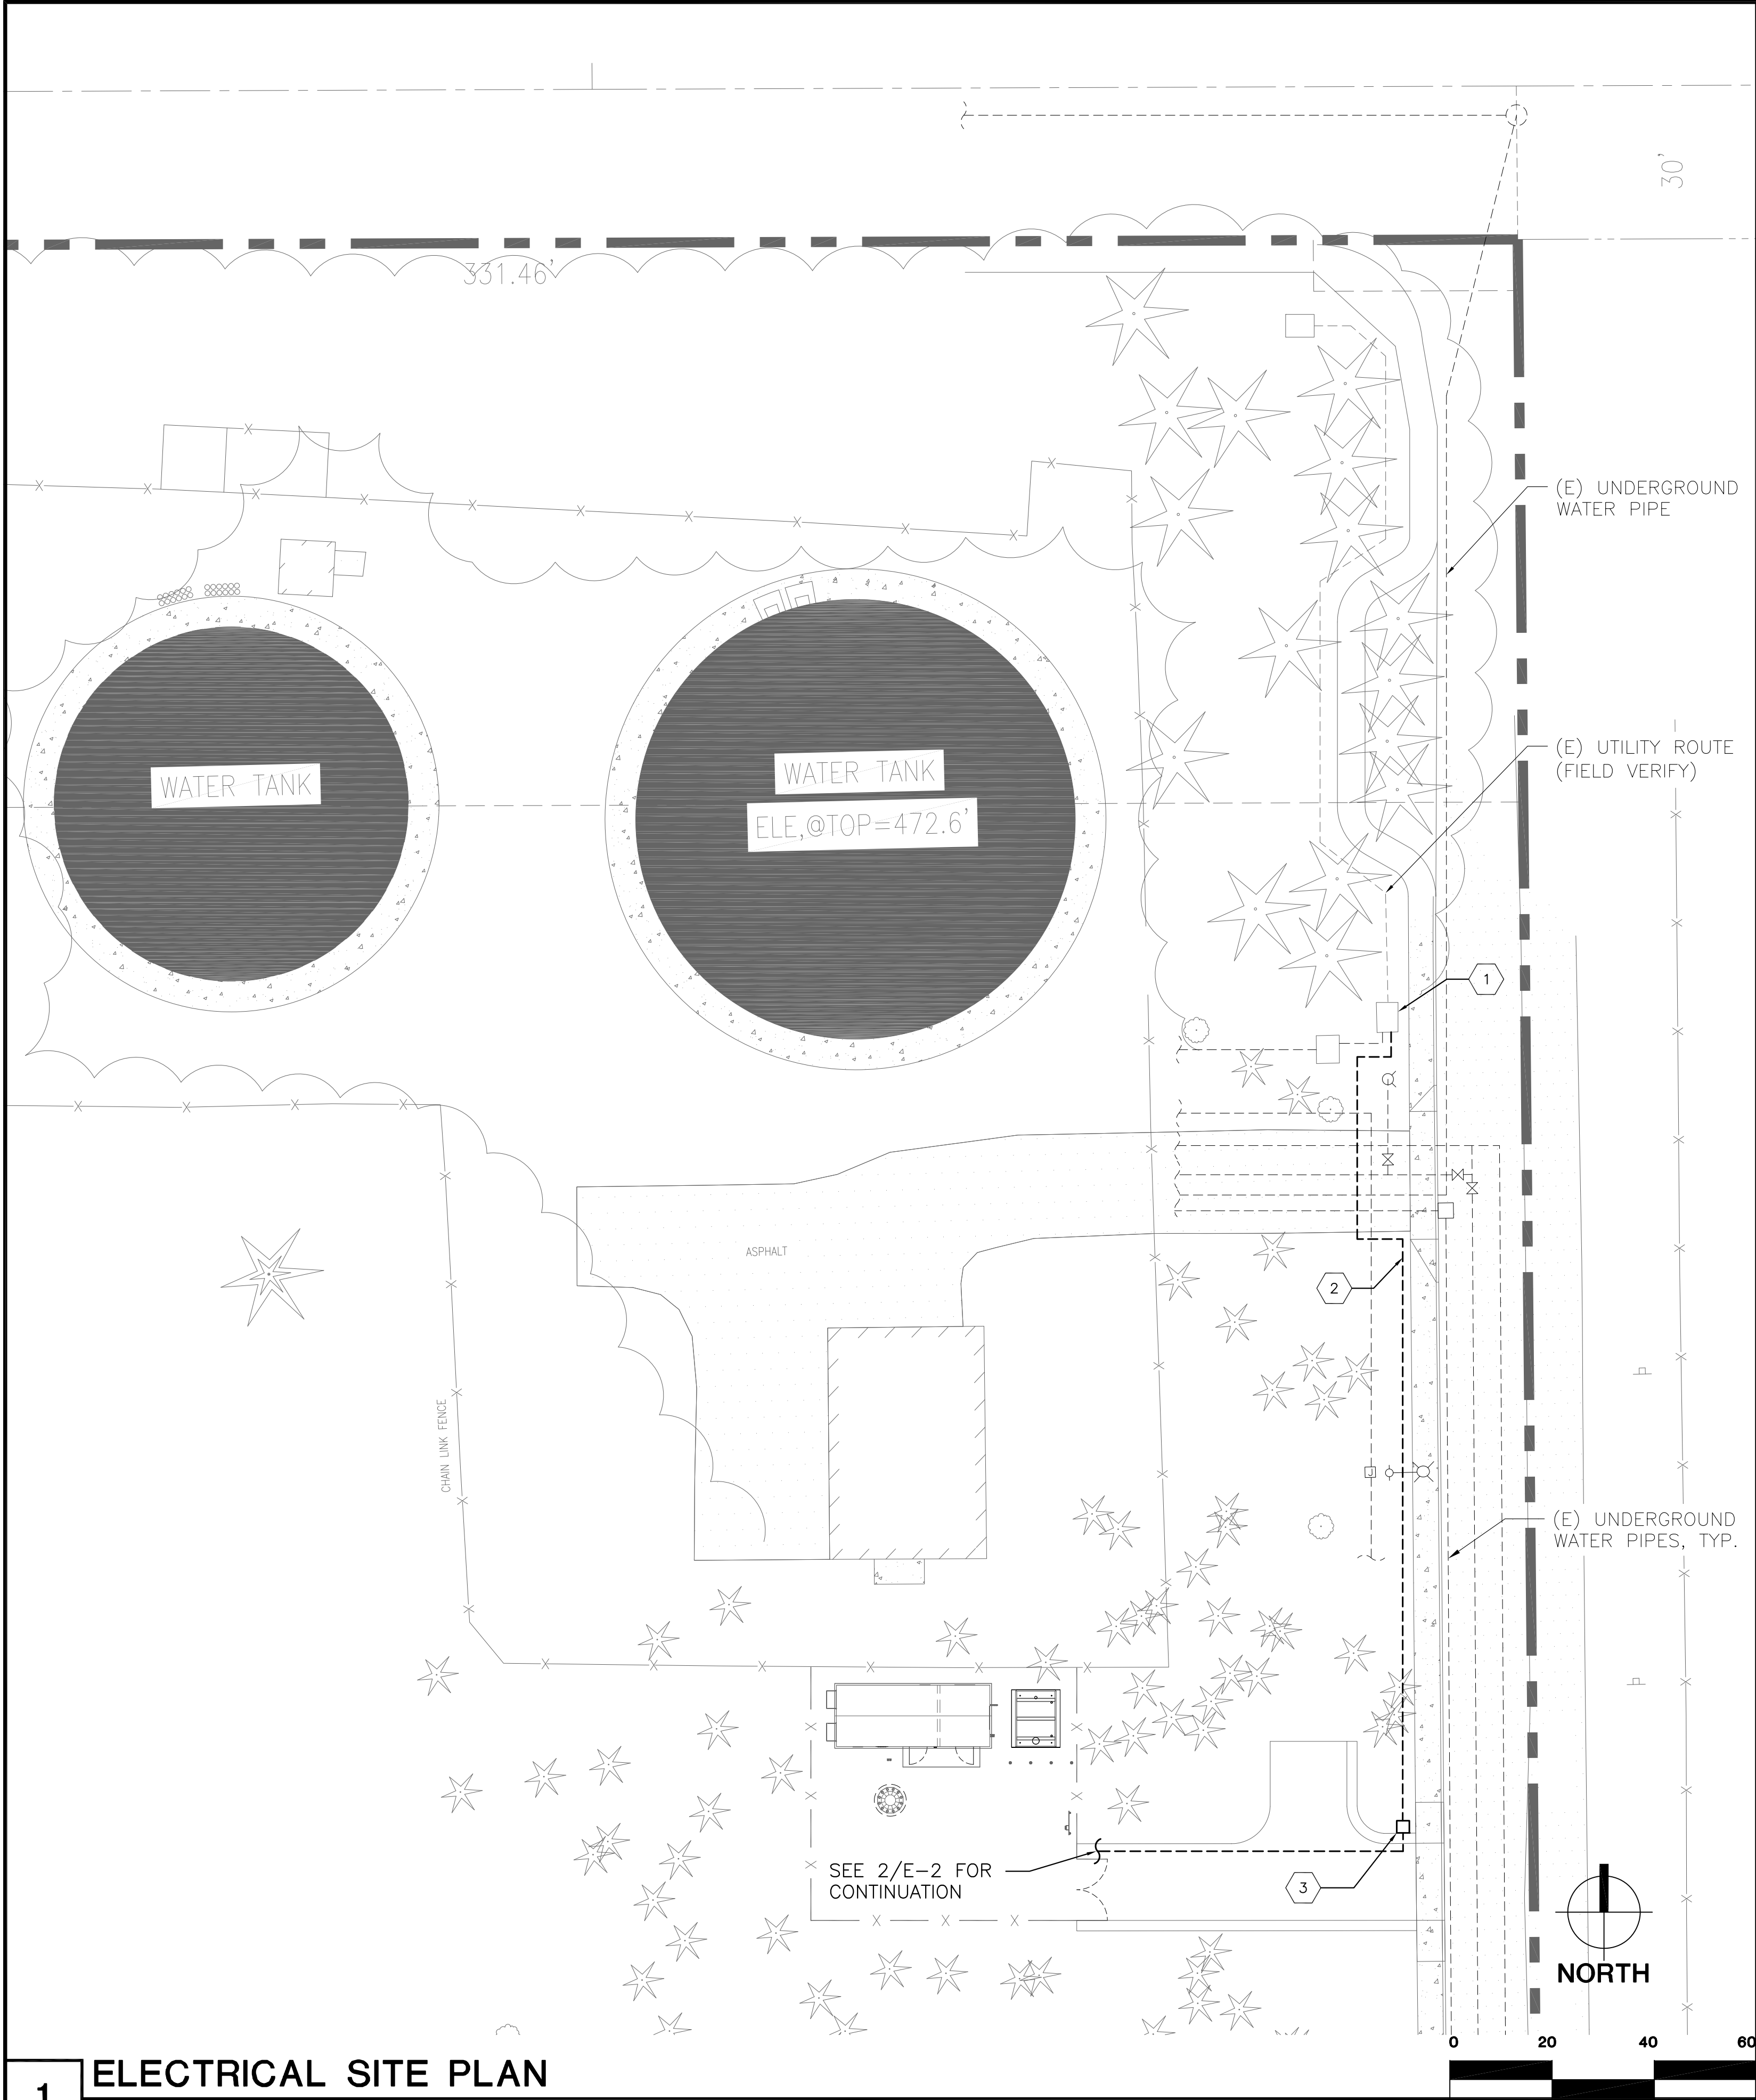 30'
331.46'
(E) UNDERGROUND
WATER PIPE
(E) UTILITY ROUTE
(FIELD VERIFY)
WATER TANK
WATER TANK
ELE,@TOP=472.6'
1
ASPHALT
2
CHAIN LINK FENCE
J
(E) UNDERGROUND
WATER PIPES, TYP.
SEE 2/E-2 FOR
CONTINUATION
3
NORTH
0 20 40 60
1
ELECTRICAL SITE PLAN